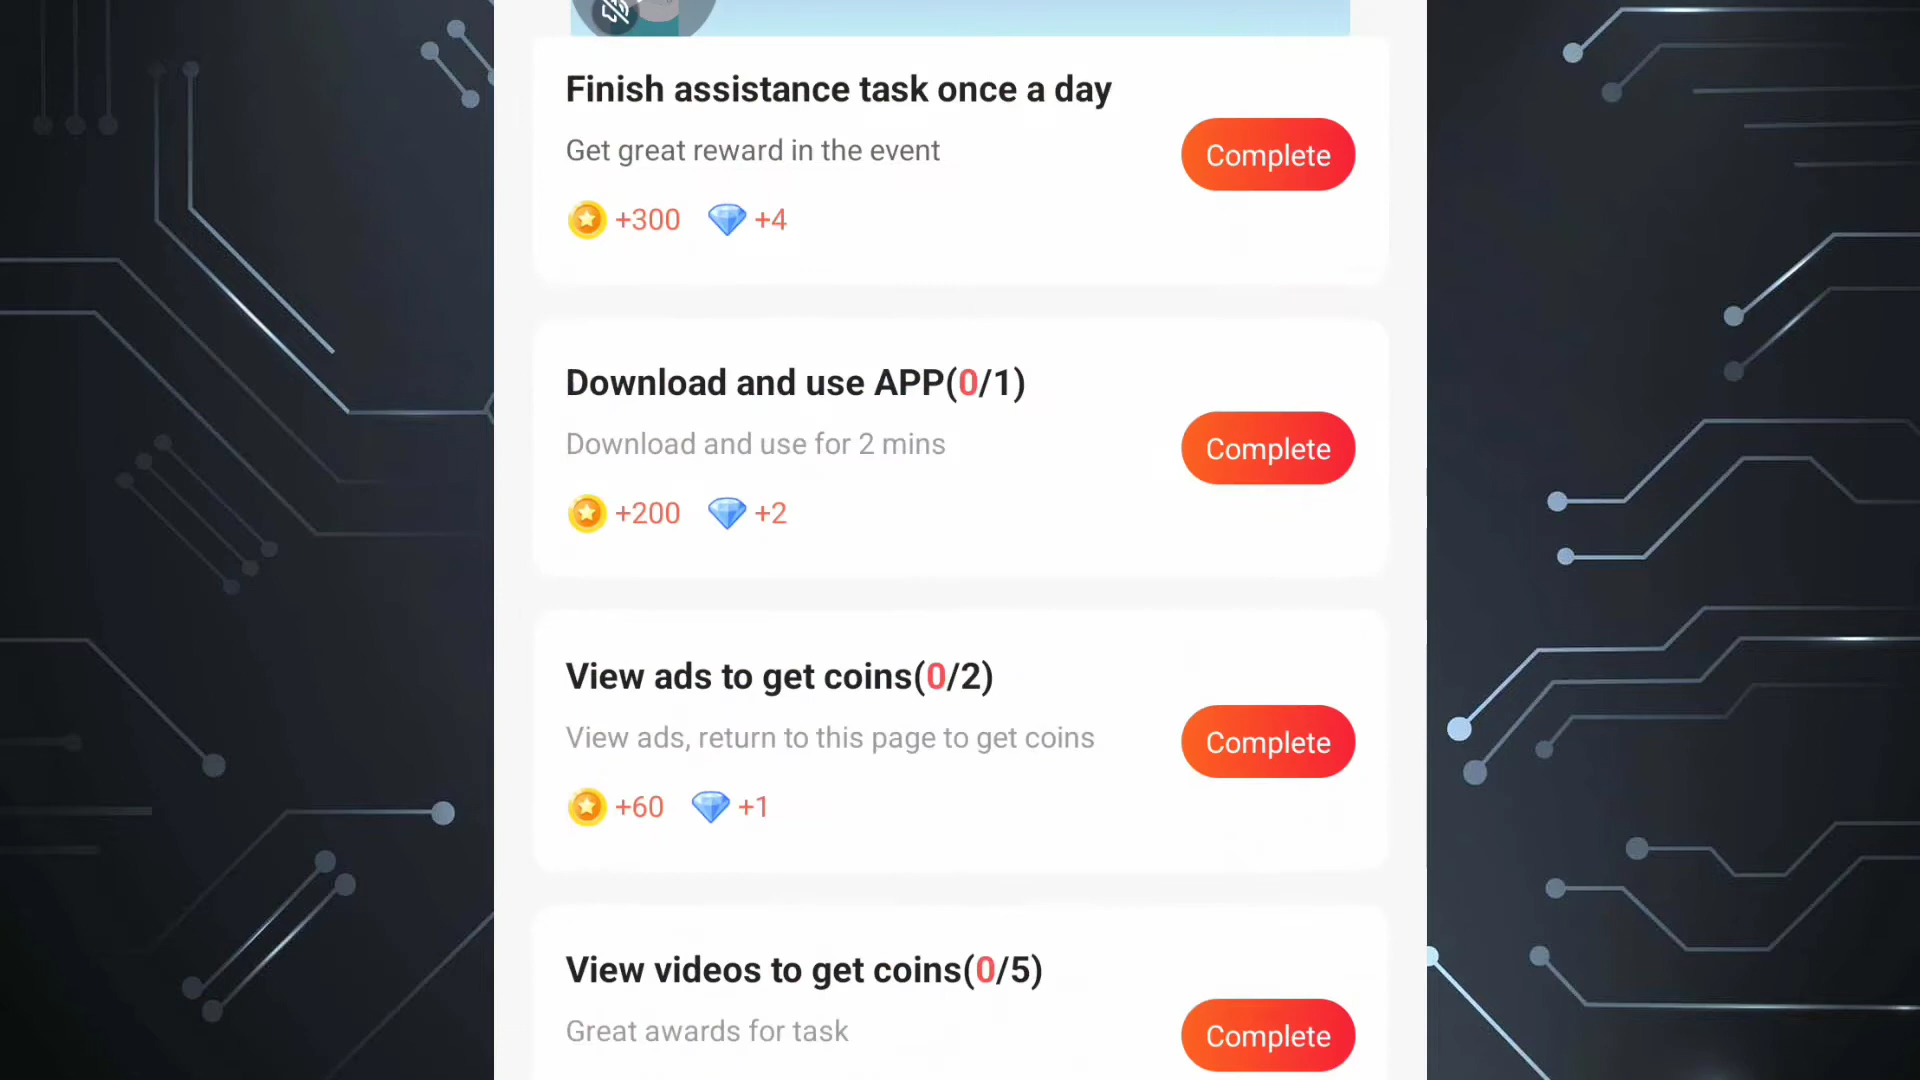 Finish assistance task once a day
Get great reward in the event
Complete
+300 +4
Download and use APP(0/1)
Download and use for 2 mins
Complete
+200 +2
View ads to get coins(0/2)
View ads, return to this page to get coins
Complete
+60 +1
View videos to get coins(0/5)
Great awards for task
Complete